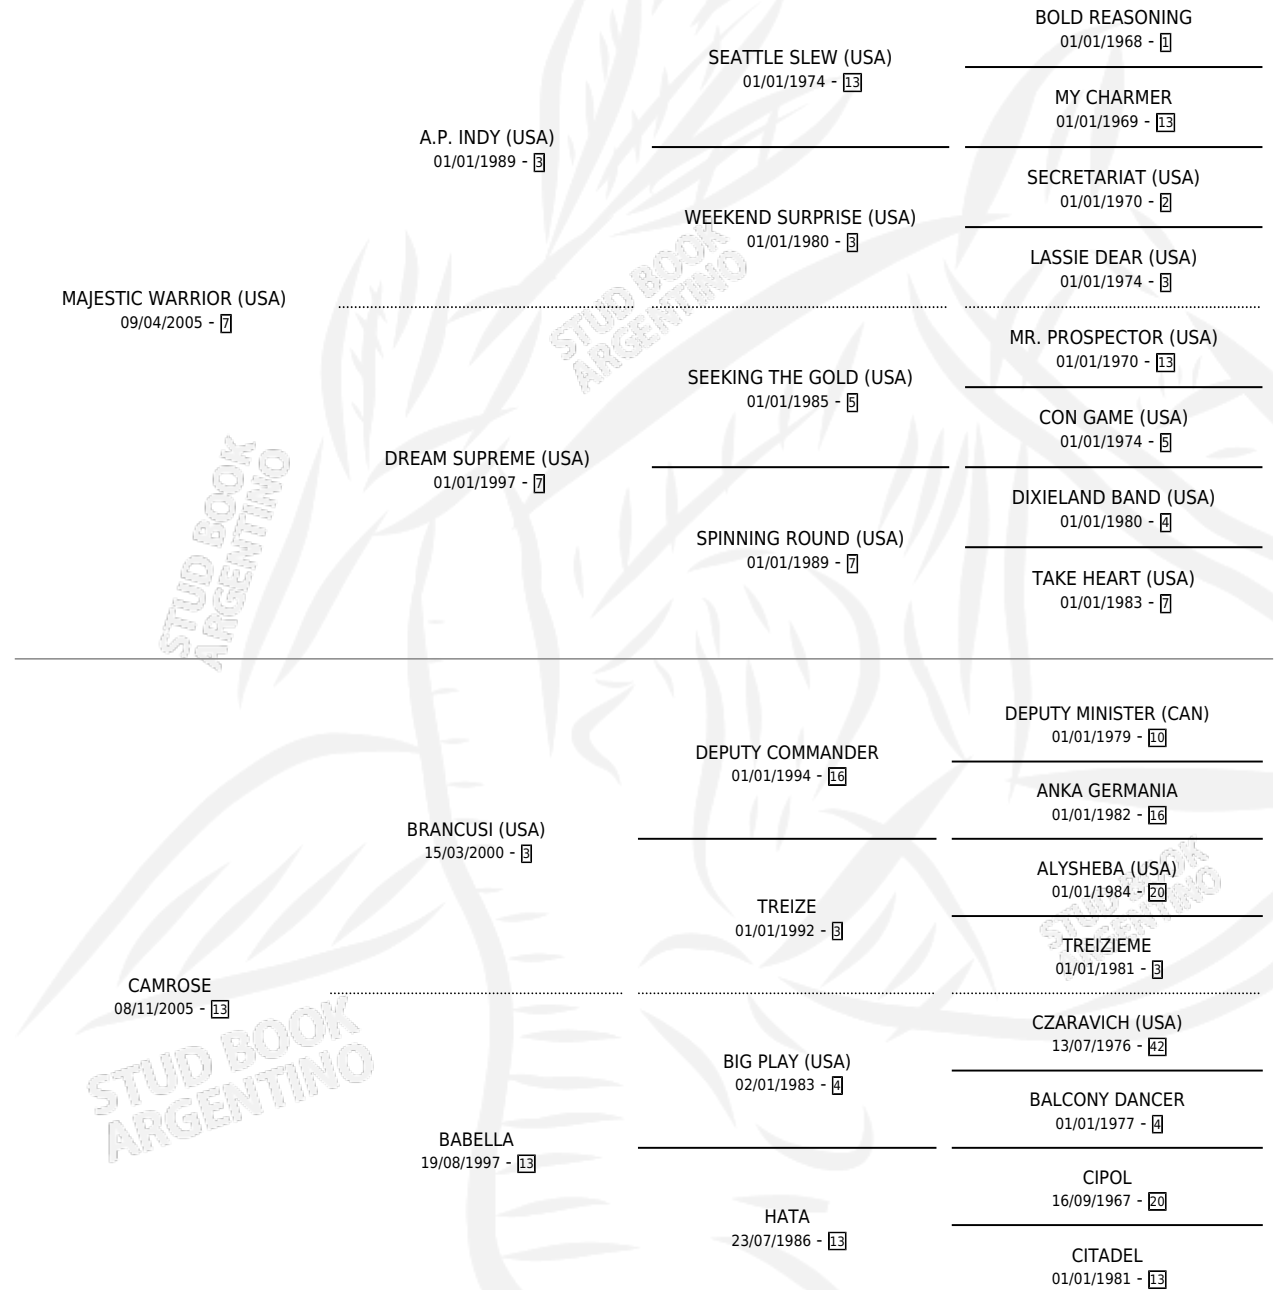 BOLD REASONING
01/01/1968 - 1
SEATTLE SLEW (USA)
01/01/1974 - 13
MY CHARMER
01/01/1969 - 13
A.P. INDY (USA)
01/01/1989 - 3
SECRETARIAT (USA)
01/01/1970 - 2
WEEKEND SURPRISE (USA)
01/01/1980 - 3
LASSIE DEAR (USA)
01/01/1974 - 3
MAJESTIC WARRIOR (USA)
09/04/2005 - 7
MR. PROSPECTOR (USA)
01/01/1970 - 13
SEEKING THE GOLD (USA)
01/01/1985 - 5
CON GAME (USA)
01/01/1974 - 5
DREAM SUPREME (USA)
01/01/1997 - 7
DIXIELAND BAND (USA)
01/01/1980 - 4
SPINNING ROUND (USA)
01/01/1989 - 7
TAKE HEART (USA)
01/01/1983 - 7
DEPUTY MINISTER (CAN)
01/01/1979 - 10
DEPUTY COMMANDER
01/01/1994 - 16
ANKA GERMANIA
01/01/1982 - 16
BRANCUSI (USA)
15/03/2000 - 3
ALYSHEBA (USA)
01/01/1984 - 20
TREIZE
01/01/1992 - 3
TREIZIEME
01/01/1981 - 3
CAMROSE
08/11/2005 - 13
CZARAVICH (USA)
13/07/1976 - 42
BIG PLAY (USA)
02/01/1983 - 4
BALCONY DANCER
01/01/1977 - 4
BABELLA
19/08/1997 - 13
CIPOL
16/09/1967 - 20
HATA
23/07/1986 - 13
CITADEL
01/01/1981 - 13
STUD BOOK
ARGENTINO
STUD BOOK
ARGENTINO
STUD BOOK
ARGENTINO
STUD BOOK
ARGENTINO